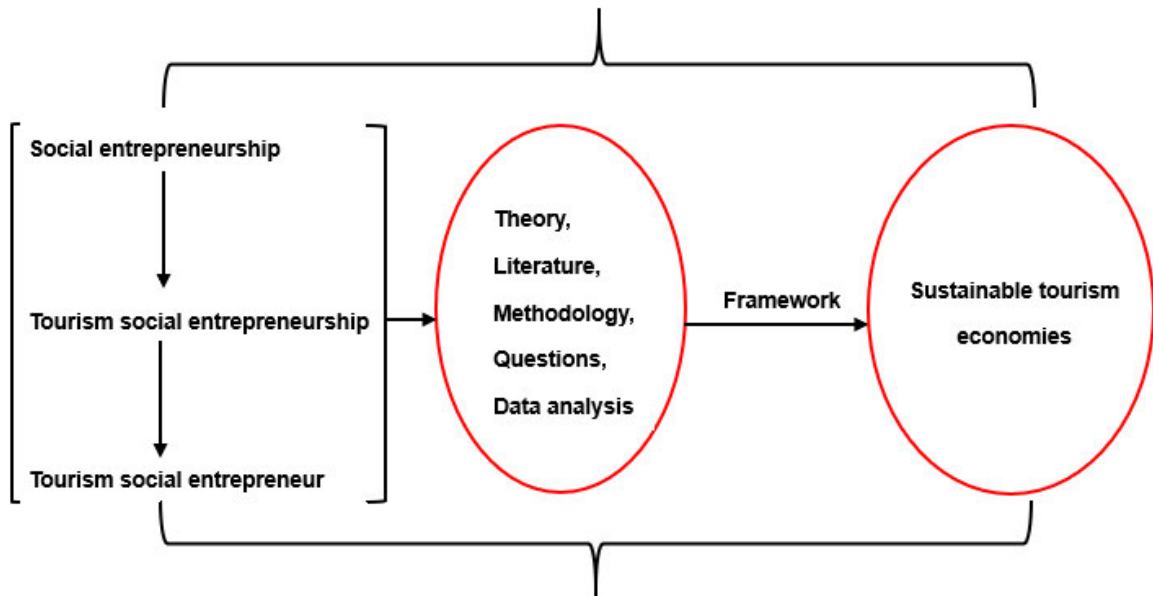 Social entrepreneurship
Tourism social entrepreneurship
Tourism social entrepreneur
Theory,
Literature,
Methodology,
Questions,
Data analysis
Framework
Sustainable tourism
economies